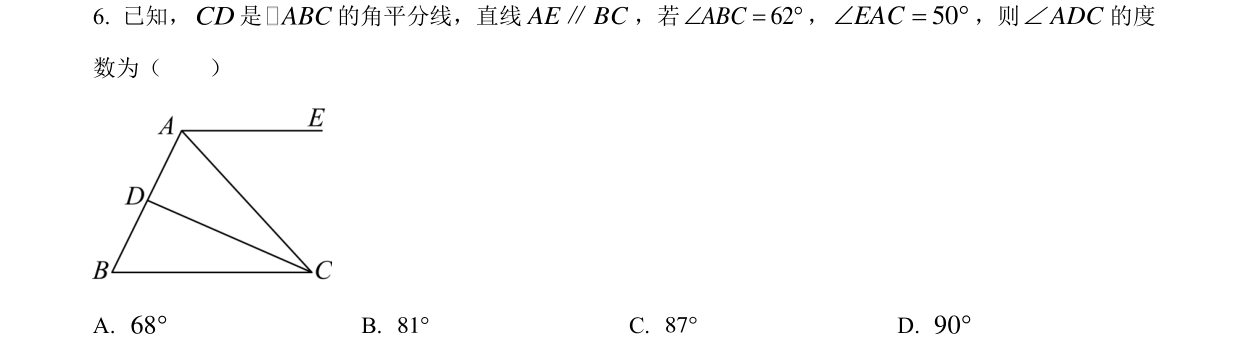 6. 已知，CD 是□ABC 的角平分线，直线 AE // BC，若∠ABC = 62°，∠EAC = 50°，则∠ADC 的度
数为（　　）
A
E
D
B
C
A. 68°　B. 81°　C. 87°　D. 90°